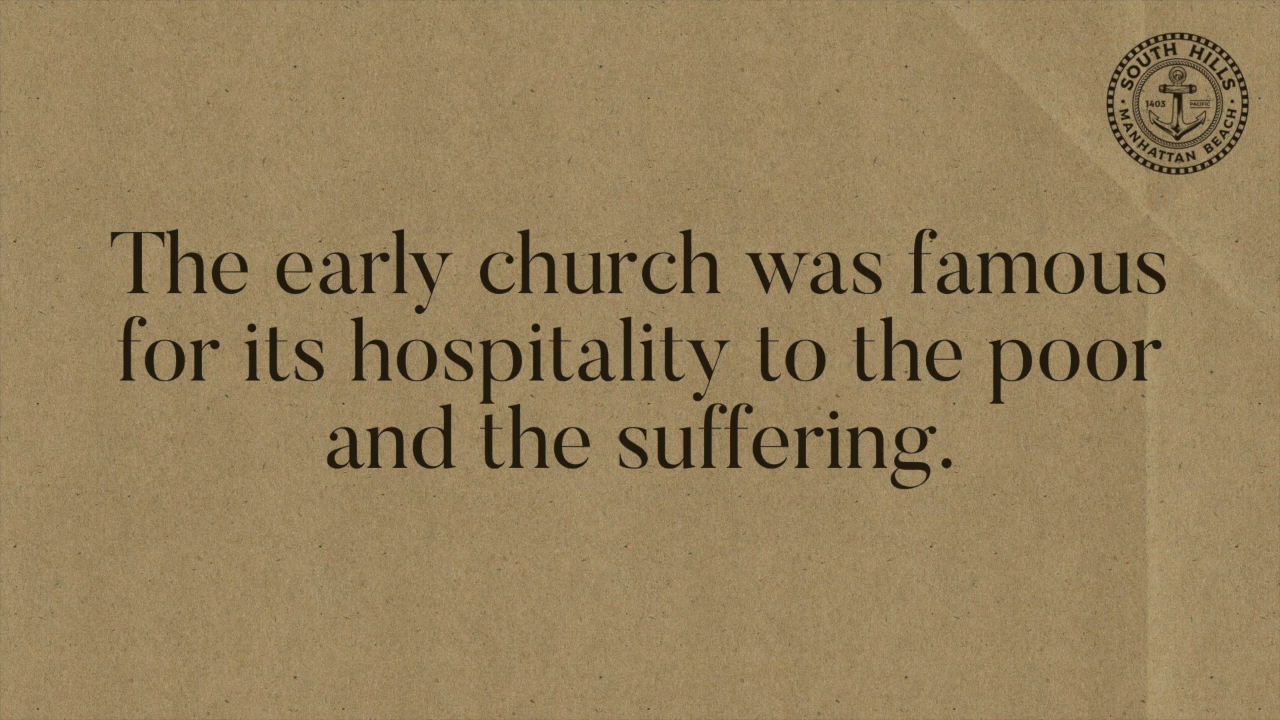 The early church was famous
for its hospitality to the poor
and the suffering.
SOUTH HILLS
1403 PACIFIC
MANHATTAN BEACH